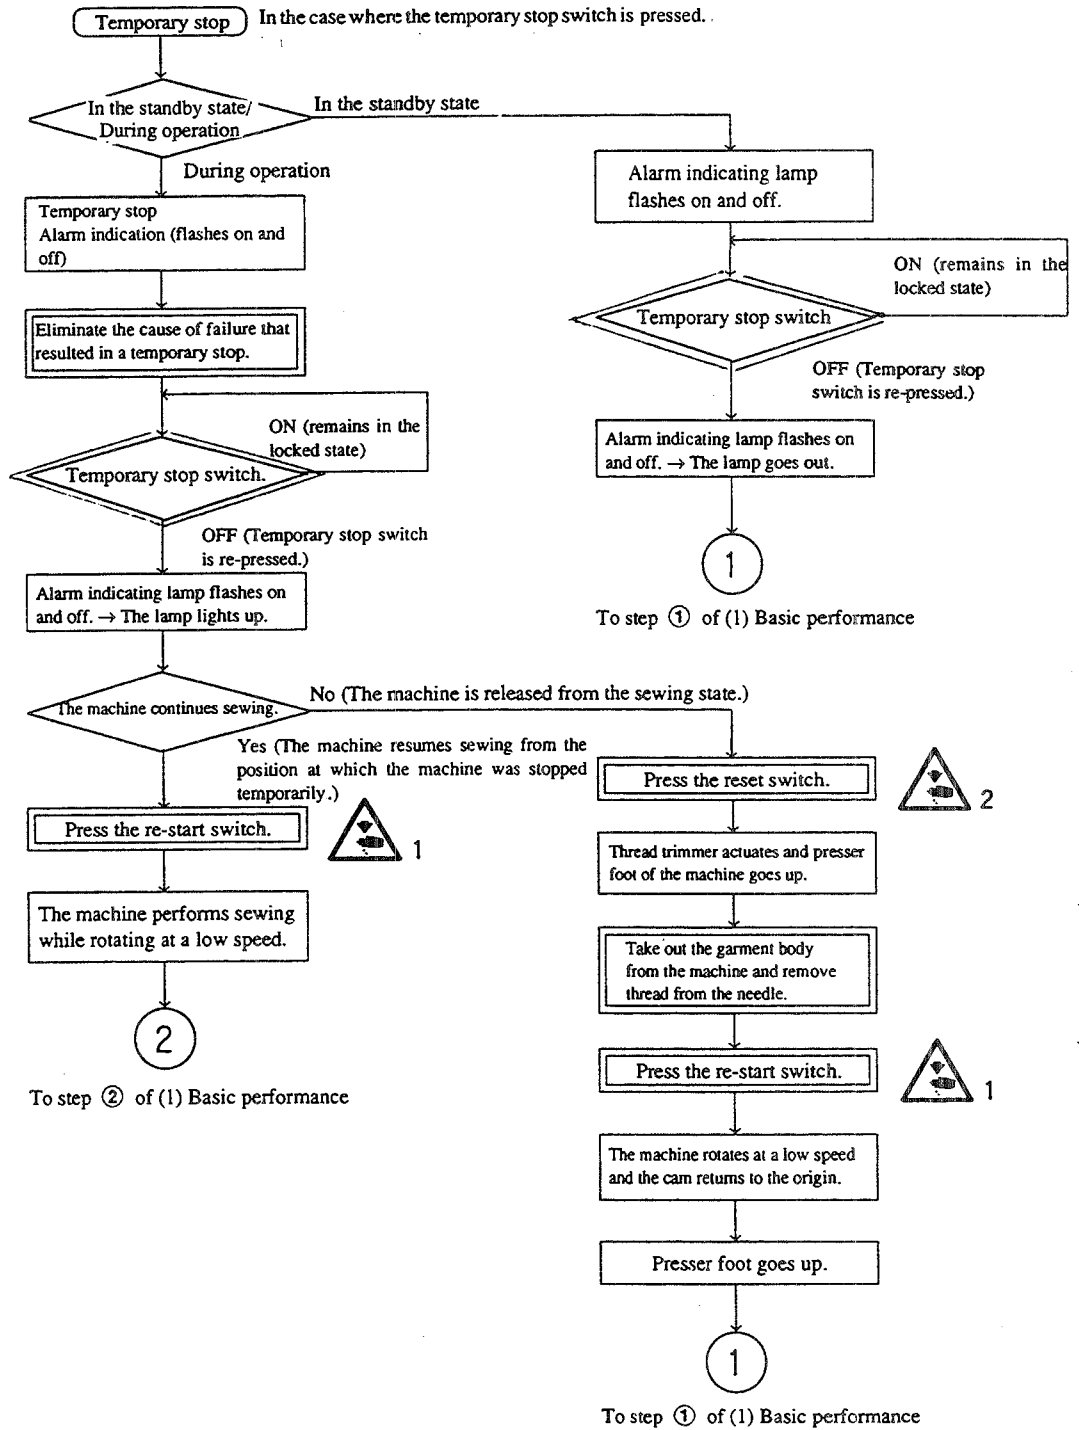 Temporary stop
In the case where the temporary stop switch is pressed.
In the standby state/
During operation
In the standby state
During operation
Alarm indicating lamp
flashes on and off.
Temporary stop
Alarm indication (flashes on and
off)
ON (remains in the
locked state)
Temporary stop switch
Eliminate the cause of failure that
resulted in a temporary stop.
OFF (Temporary stop
switch is re-pressed.)
ON (remains in the
locked state)
Alarm indicating lamp flashes on
and off. → The lamp goes out.
Temporary stop switch.
OFF (Temporary stop switch
is re-pressed.)
1
Alarm indicating lamp flashes on
and off. → The lamp lights up.
To step ① of (1) Basic performance
The machine continues sewing.
No (The machine is released from the sewing state.)
Yes (The machine resumes sewing from the
position at which the machine was stopped
temporarily.)
Press the reset switch.
2
Press the re-start switch.
1
Thread trimmer actuates and presser
foot of the machine goes up.
The machine performs sewing
while rotating at a low speed.
Take out the garment body
from the machine and remove
thread from the needle.
2
Press the re-start switch.
1
To step ② of (1) Basic performance
The machine rotates at a low speed
and the cam returns to the origin.
Presser foot goes up.
1
To step ① of (1) Basic performance